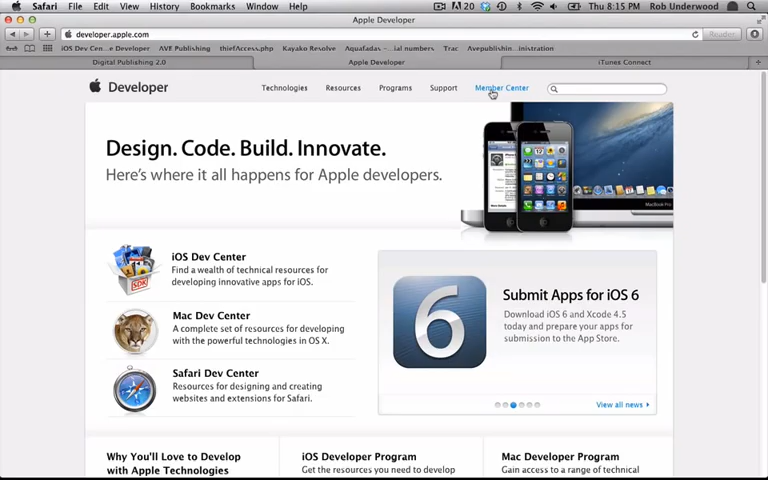 Safari File Edit View History Bookmarks Window Help 20 Thu 8:15 PM Rob Underwood
Apple Developer
developer.apple.com Reader
iOS Dev Cen...e Developer AVE Publishing thiefAccess.php Kayako Resolve Aquafadas ...ial numbers Trac Avepublishin...inistration
Digital Publishing 2.0 Apple Developer iTunes Connect
Developer Technologies Resources Programs Support Member Center
Design. Code. Build. Innovate.
Here's where it all happens for Apple developers.
MacBook Pro
iOS Dev Center
Find a wealth of technical resources for
developing innovative apps for iOS.
SDK
Mac Dev Center
A complete set of resources for developing
with the powerful technologies in OS X.
Safari Dev Center
Resources for designing and creating
websites and extensions for Safari.
6
Submit Apps for iOS 6
Download iOS 6 and Xcode 4.5
today and prepare your apps for
submission to the App Store.
View all news
Why You'll Love to Develop
with Apple Technologies
iOS Developer Program
Get the resources you need to develop
Mac Developer Program
Gain access to a range of technical